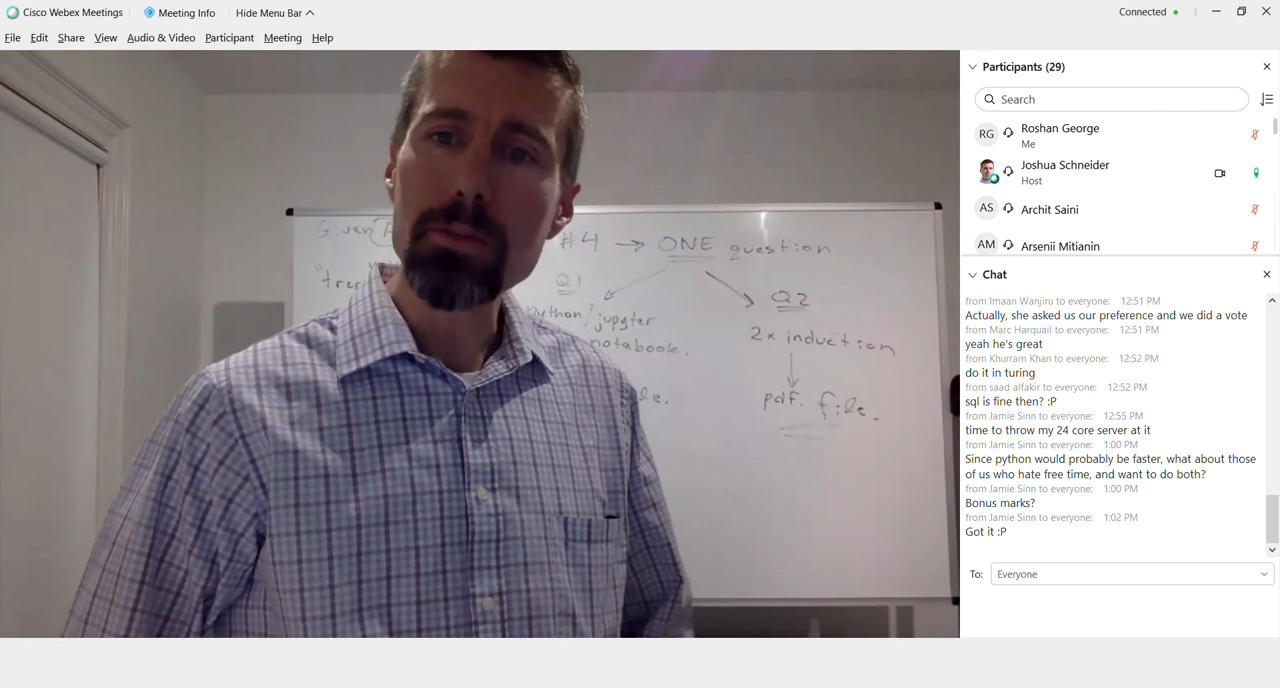 Cisco Webex Meetings
Meeting Info
Hide Menu Bar
Connected
File Edit Share View Audio & Video Participant Meeting Help
Given
#4 → ONE question
Q1
Q2
python/jupyter
notebook.
2x induction
pdf. file.
Participants (29)
Search
RG
Roshan George
Me
Joshua Schneider
Host
AS
Archit Saini
AM
Arsenii Mitianin
Chat
from Imaan Wanjiru to everyone: 12:51 PM
Actually, she asked us our preference and we did a vote
from Marc Harquail to everyone: 12:51 PM
yeah he's great
from Khurram Khan to everyone: 12:52 PM
do it in turing
from saad alfakir to everyone: 12:52 PM
sql is fine then? :P
from Jamie Sinn to everyone: 12:55 PM
time to throw my 24 core server at it
from Jamie Sinn to everyone: 1:00 PM
Since python would probably be faster, what about those
of us who hate free time, and want to do both?
from Jamie Sinn to everyone: 1:00 PM
Bonus marks?
from Jamie Sinn to everyone: 1:02 PM
Got it :P
To: Everyone